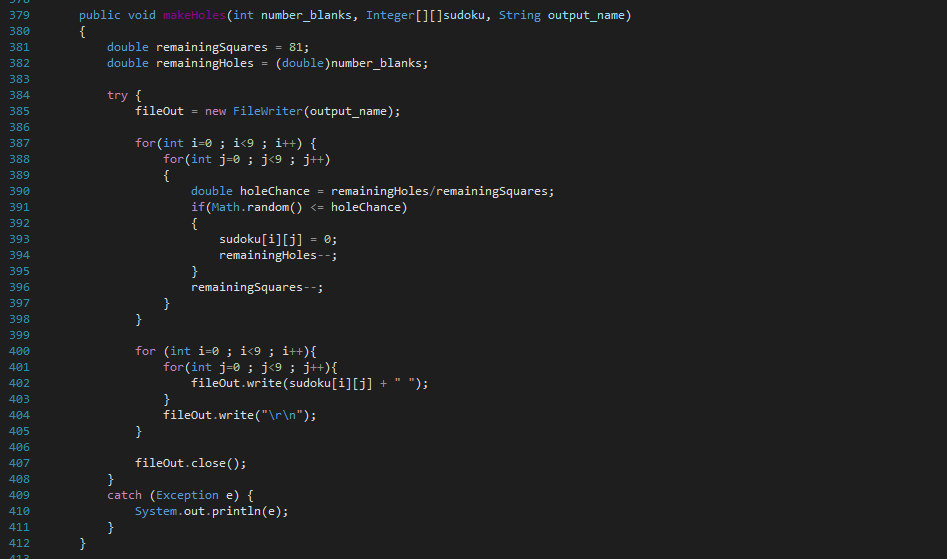 379 public void makeHoles(int number_blanks, Integer[][]sudoku, String output_name)
380 {
381 double remainingSquares = 81;
382 double remainingHoles = (double)number_blanks;
383
384 try {
385 fileOut = new FileWriter(output_name);
386
387 for(int i=0 ; i<9 ; i++) {
388 for(int j=0 ; j<9 ; j++)
389 {
390 double holeChance = remainingHoles/remainingSquares;
391 if(Math.random() <= holeChance)
392 {
393 sudoku[i][j] = 0;
394 remainingHoles--;
395 }
396 remainingSquares--;
397 }
398 }
399
400 for (int i=0 ; i<9 ; i++){
401 for(int j=0 ; j<9 ; j++){
402 fileOut.write(sudoku[i][j] + " ");
403 }
404 fileOut.write("\r\n");
405 }
406
407 fileOut.close();
408 }
409 catch (Exception e) {
410 System.out.println(e);
411 }
412 }